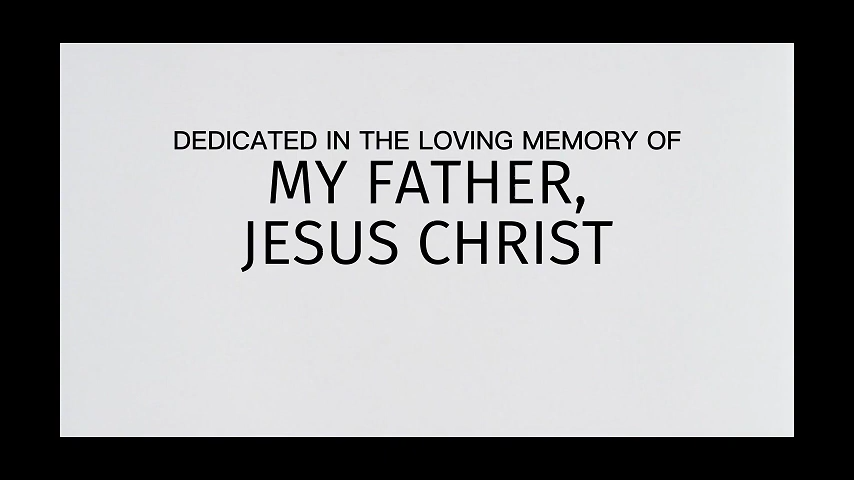 DEDICATED IN THE LOVING MEMORY OF
MY FATHER,
JESUS CHRIST